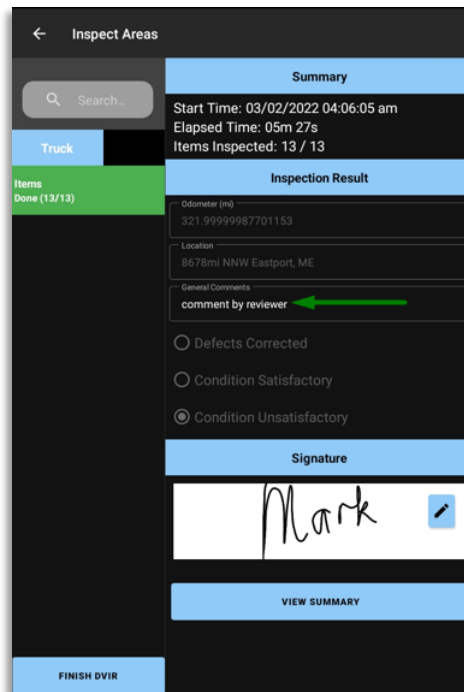 Inspect Areas
Search...
Truck
Items
Done (13/13)
FINISH DVIR
Summary
Start Time: 03/02/2022 04:06:05 am
Elapsed Time: 05m 27s
Items Inspected: 13 / 13
Inspection Result
Odometer (mi)
321.99999987701153
Location
8678mi NNW Eastport, ME
General Comments
comment by reviewer
Defects Corrected
Condition Satisfactory
Condition Unsatisfactory
Signature
Mark
VIEW SUMMARY